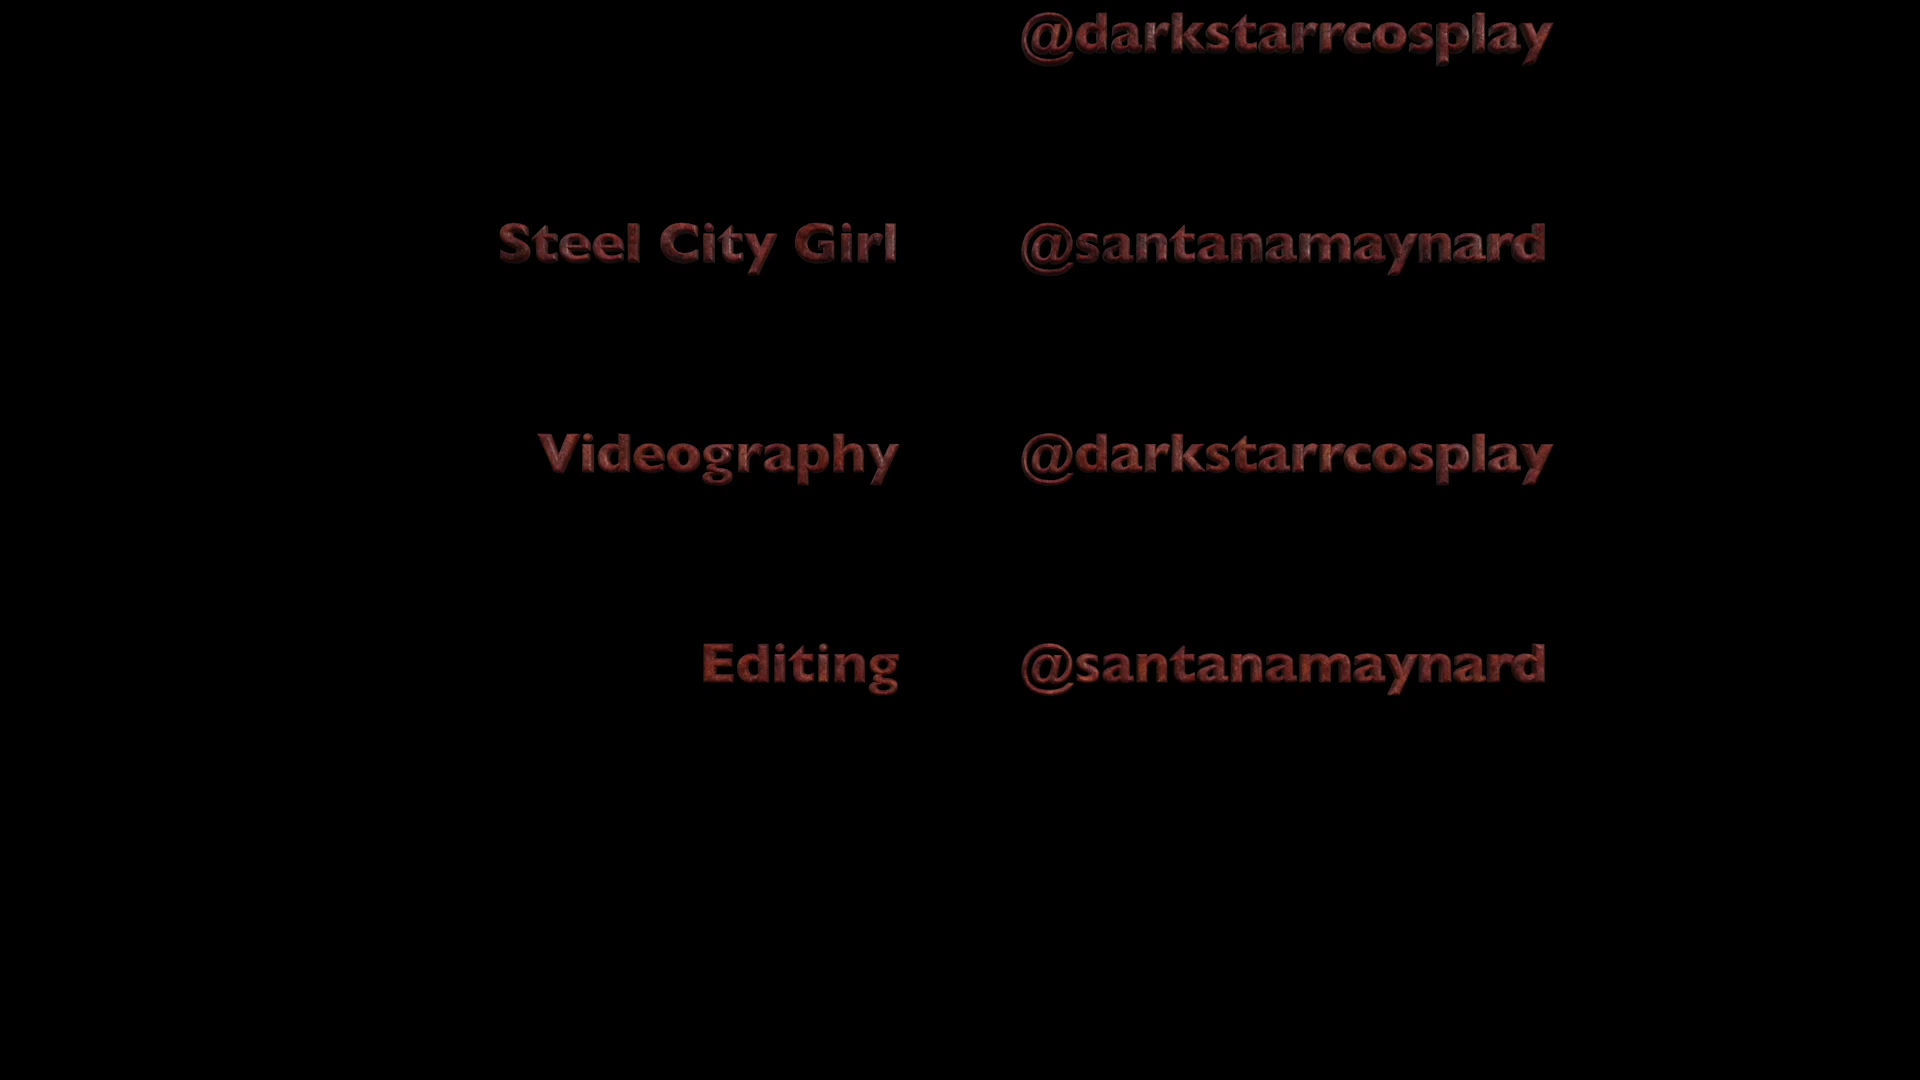 @darkstarrcosplay
Steel City Girl @santanamaynard
Videography @darkstarrcosplay
Editing @santanamaynard